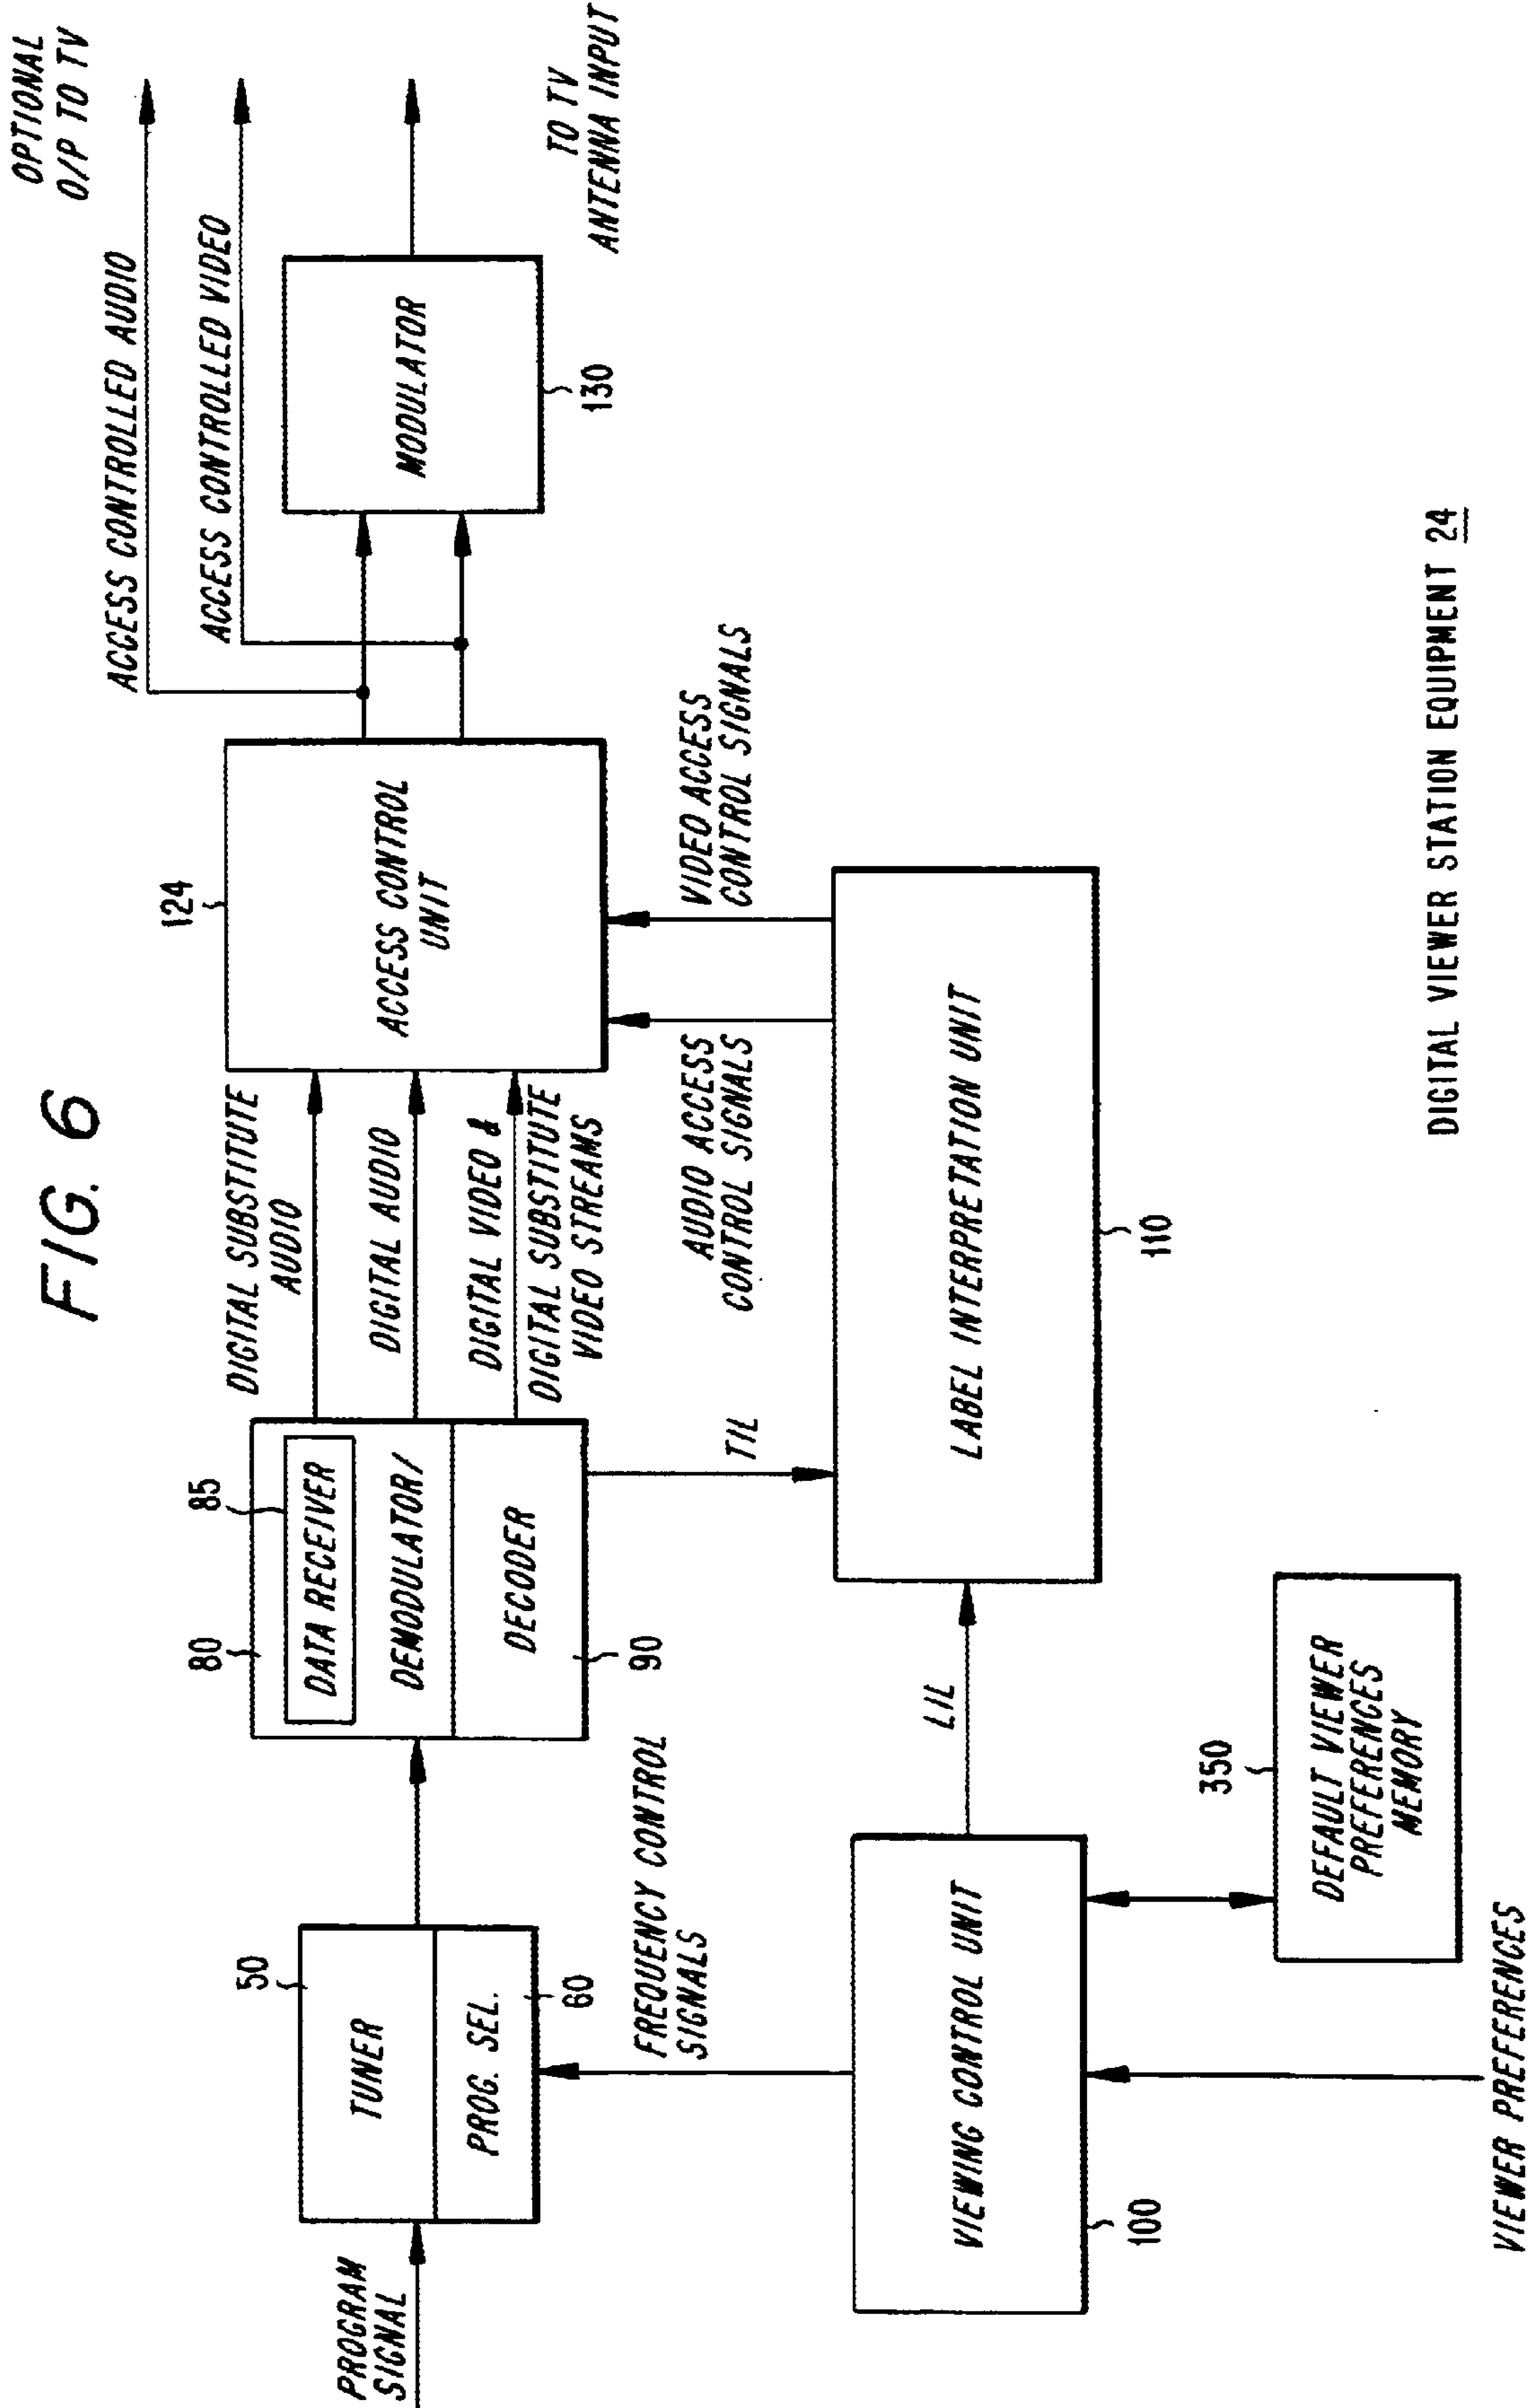 FIG. 6
PROGRAM
SIGNAL
50
TUNER
PROG. SEL.
60
FREQUENCY CONTROL
SIGNALS
80
85
DATA RECEIVER
DEMODULATOR/
DECODER
90
DIGITAL SUBSTITUTE
AUDIO
DIGITAL AUDIO
DIGITAL VIDEO &
DIGITAL SUBSTITUTE
VIDEO STREAMS
124
ACCESS CONTROL
UNIT
ACCESS CONTROLLED AUDIO
ACCESS CONTROLLED VIDEO
OPTIONAL
O/P TO TV
MODULATOR
130
TO TV
ANTENNA INPUT
TIL
AUDIO ACCESS
CONTROL SIGNALS
VIDEO ACCESS
CONTROL SIGNALS
VIEWING CONTROL UNIT
100
LIL
LABEL INTERPRETATION UNIT
110
350
DEFAULT VIEWER
PREFERENCES
MEMORY
VIEWER PREFERENCES
DIGITAL VIEWER STATION EQUIPMENT 24